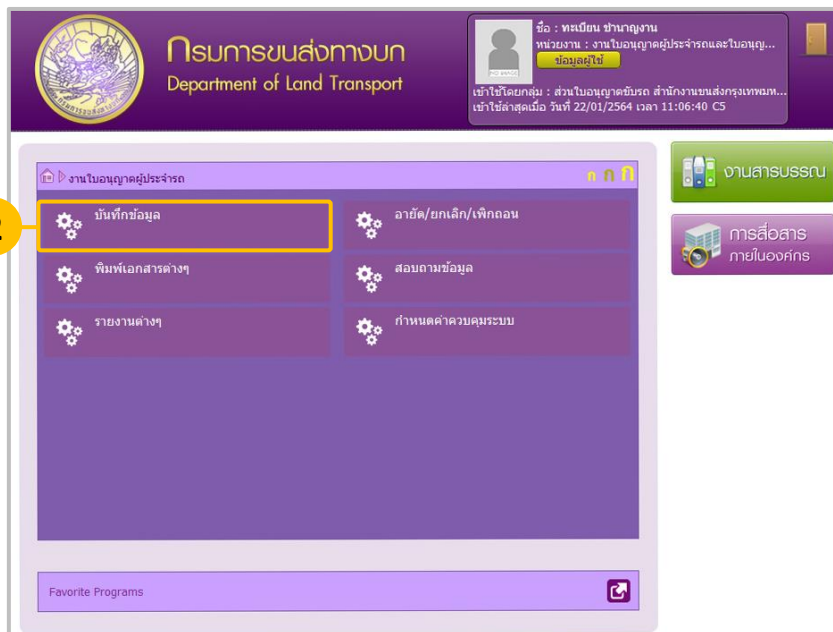 กรมการขนส่งทางบก
Department of Land Transport
ชื่อ : ทะเบียน ชำนาญงาน
หน่วยงาน : งานใบอนุญาตผู้ประจำรถและใบอนุญ...
ข้อมูลผู้ใช้
NO IMAGE
เข้าใช้โดยกลุ่ม : ส่วนใบอนุญาตขับรถ สำนักงานขนส่งกรุงเทพมห...
เข้าใช้ล่าสุดเมื่อ วันที่ 22/01/2564 เวลา 11:06:40 C5
งานใบอนุญาตผู้ประจำรถ
ก ก ก
บันทึกข้อมูล
อายัด/ยกเลิก/เพิกถอน
พิมพ์เอกสารต่างๆ
สอบถามข้อมูล
รายงานต่างๆ
กำหนดค่าควบคุมระบบ
Favorite Programs
งานสารบรรณ
การสื่อสาร
ภายในองค์กร